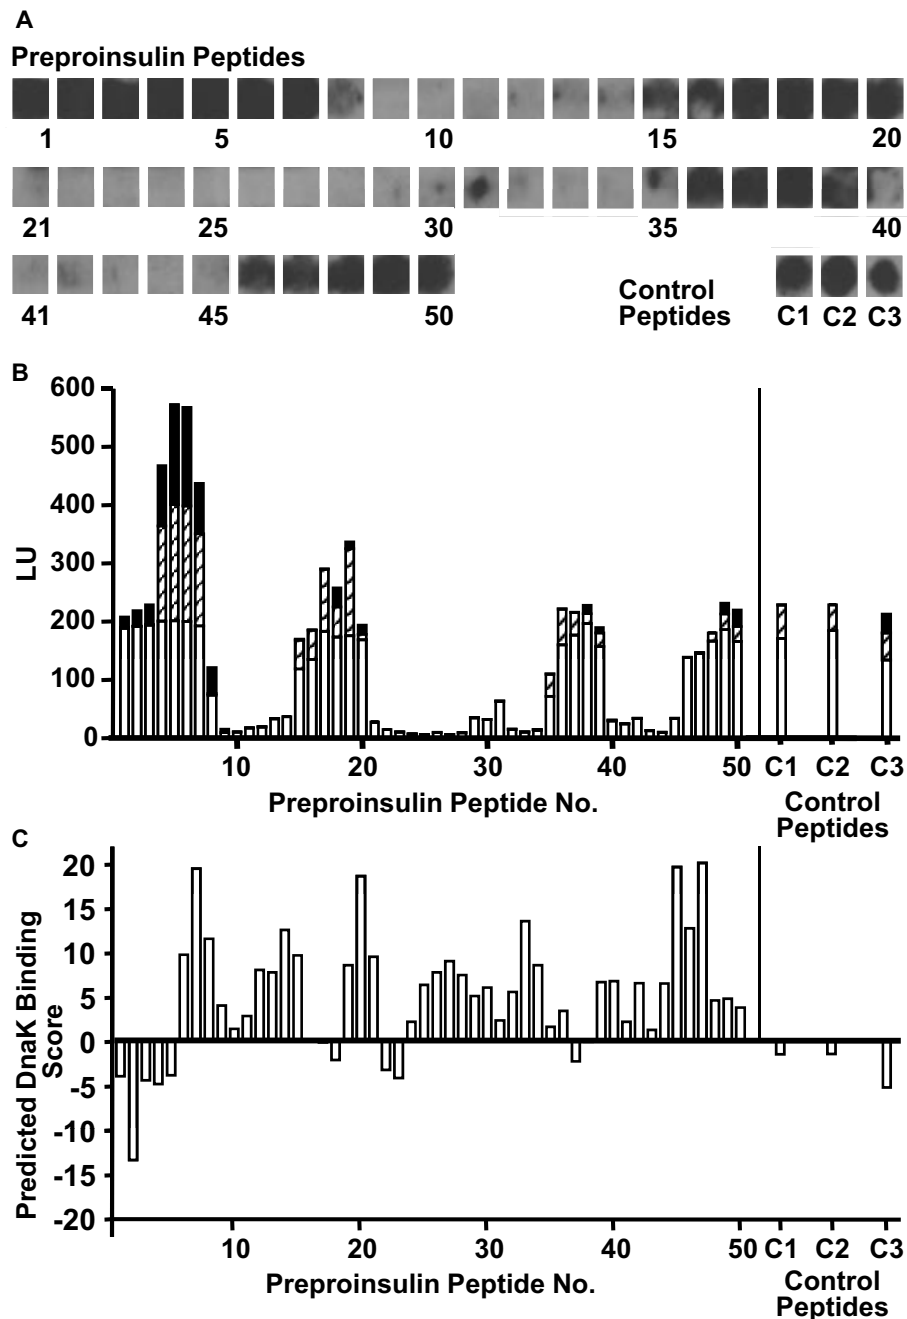 A
Preproinsulin Peptides
1 5 10 15 20
21 25 30 35 40
Control
Peptides
41 45 50 C1 C2 C3
B
600
500
400
300
200
100
0
LU
10 20 30 40 50 C1 C2 C3
Preproinsulin Peptide No.
Control
Peptides
C
20
15
10
5
0
-5
-10
-15
-20
Predicted DnaK Binding
Score
10 20 30 40 50 C1 C2 C3
Preproinsulin Peptide No.
Control
Peptides